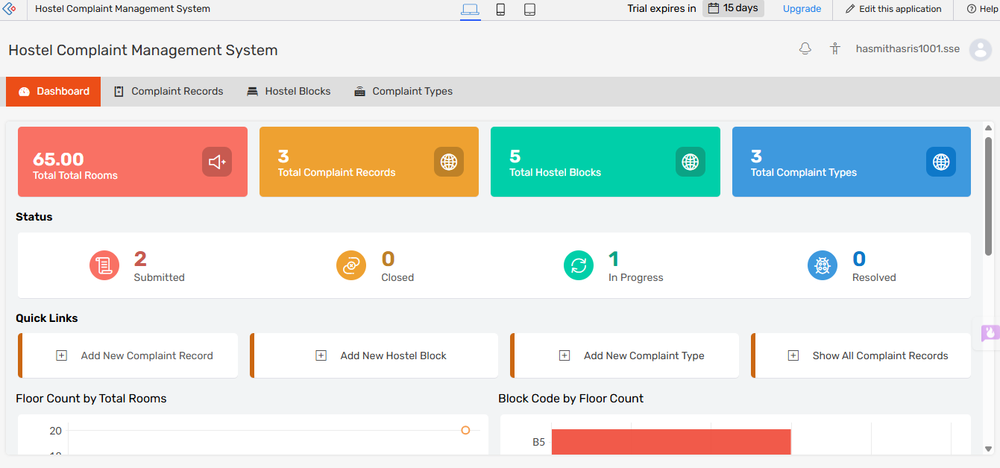 Hostel Complaint Management System
Trial expires in 15 days Upgrade Edit this application Help
Hostel Complaint Management System
hasmithasris1001.sse
Dashboard Complaint Records Hostel Blocks Complaint Types
65.00
Total Total Rooms
3
Total Complaint Records
5
Total Hostel Blocks
3
Total Complaint Types
Status
2
Submitted
0
Closed
1
In Progress
0
Resolved
Quick Links
Add New Complaint Record
Add New Hostel Block
Add New Complaint Type
Show All Complaint Records
Floor Count by Total Rooms
Block Code by Floor Count
20
B5